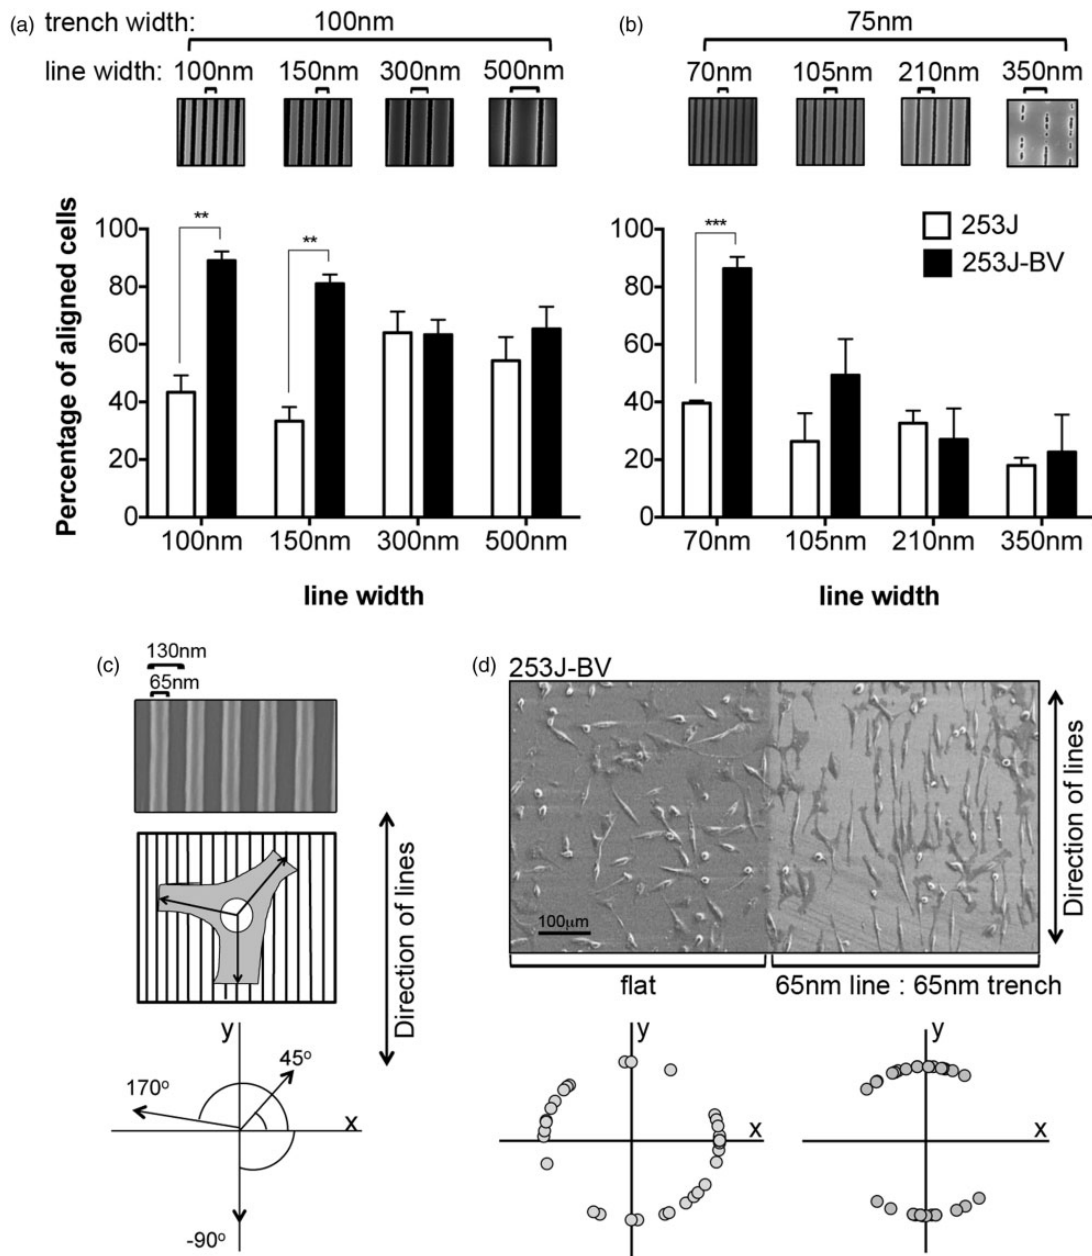 (a) trench width: 100nm
line width: 100nm 150nm 300nm 500nm
(b) 75nm
70nm 105nm 210nm 350nm
Percentage of aligned cells
100
80
60
40
20
0
** **
100nm 150nm 300nm 500nm
line width
100
80
60
40
20
0
***
253J
253J-BV
70nm 105nm 210nm 350nm
line width
(c) 130nm
65nm
Direction of lines
y
45º
170º
x
-90º
(d) 253J-BV
100µm
Direction of lines
flat
65nm line : 65nm trench
y
x
y
x